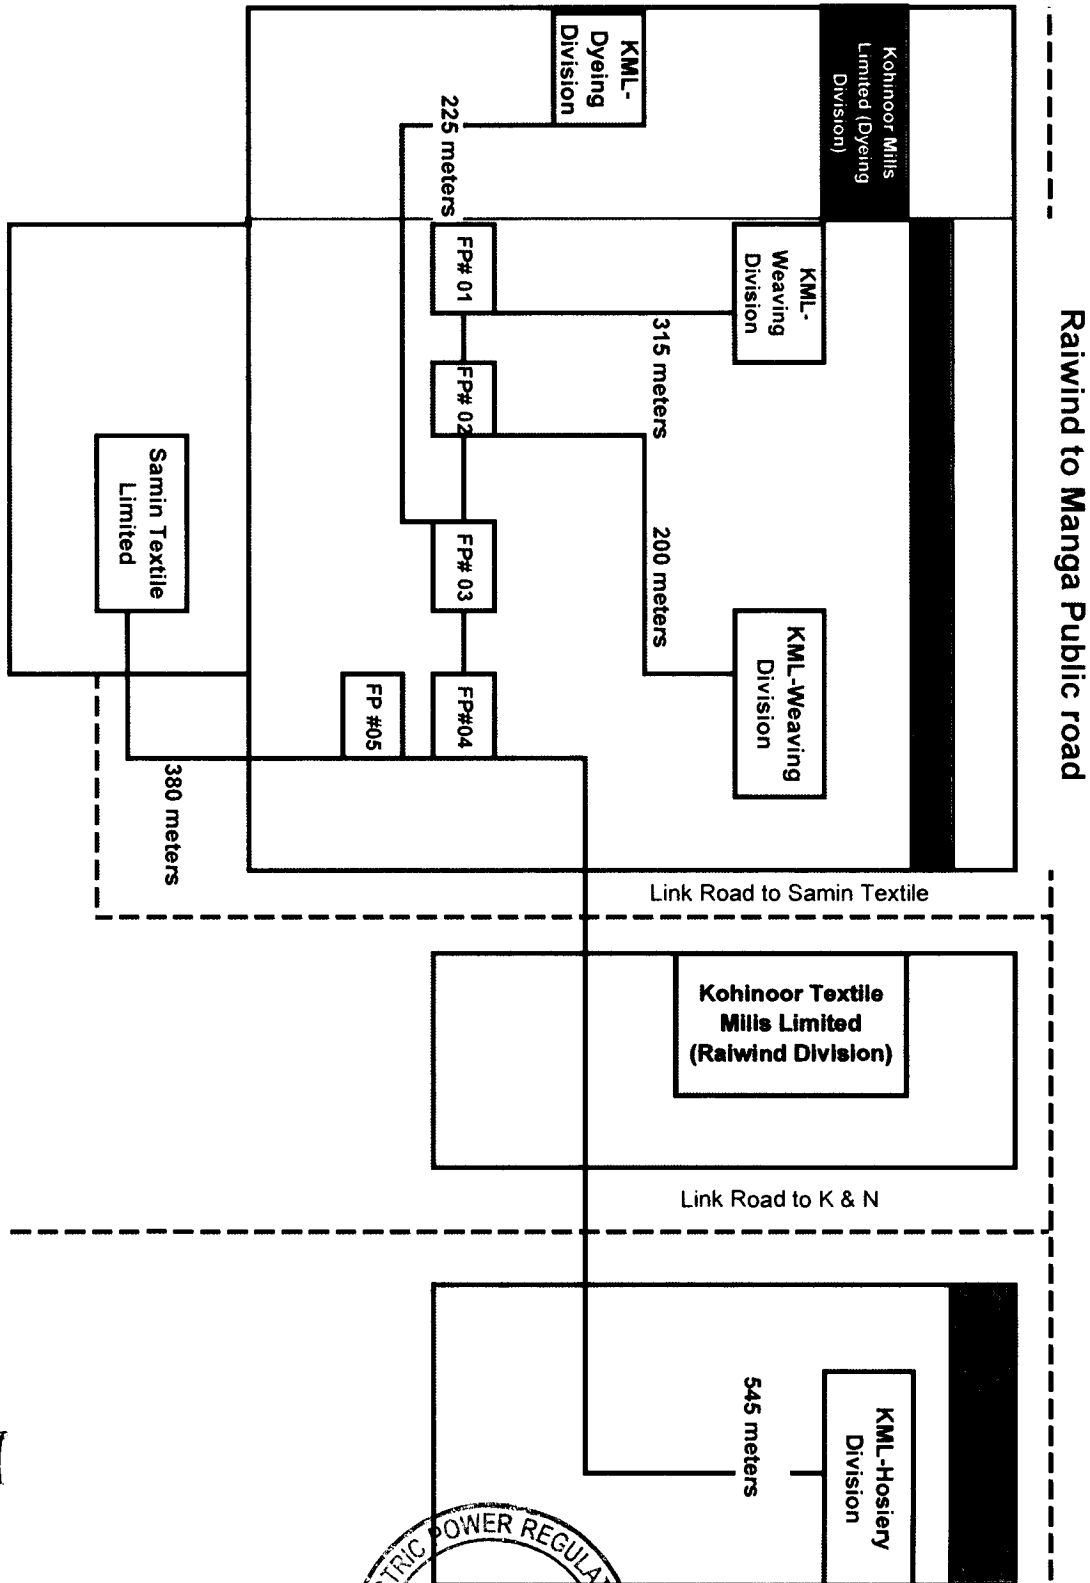 Raiwind to Manga Public road
Kohinoor Mills
Limited (Dyeing
Division)
KML-
Dyeing
Division
225 meters
KML-
Weaving
Division
315 meters
FP# 01
FP# 02
FP# 03
FP#04
FP #05
200 meters
KML-Weaving
Division
Samin Textile
Limited
380 meters
Link Road to Samin Textile
Kohinoor Textile
Mills Limited
(Raiwind Division)
Link Road to K & N
KML-Hosiery
Division
545 meters
POWER